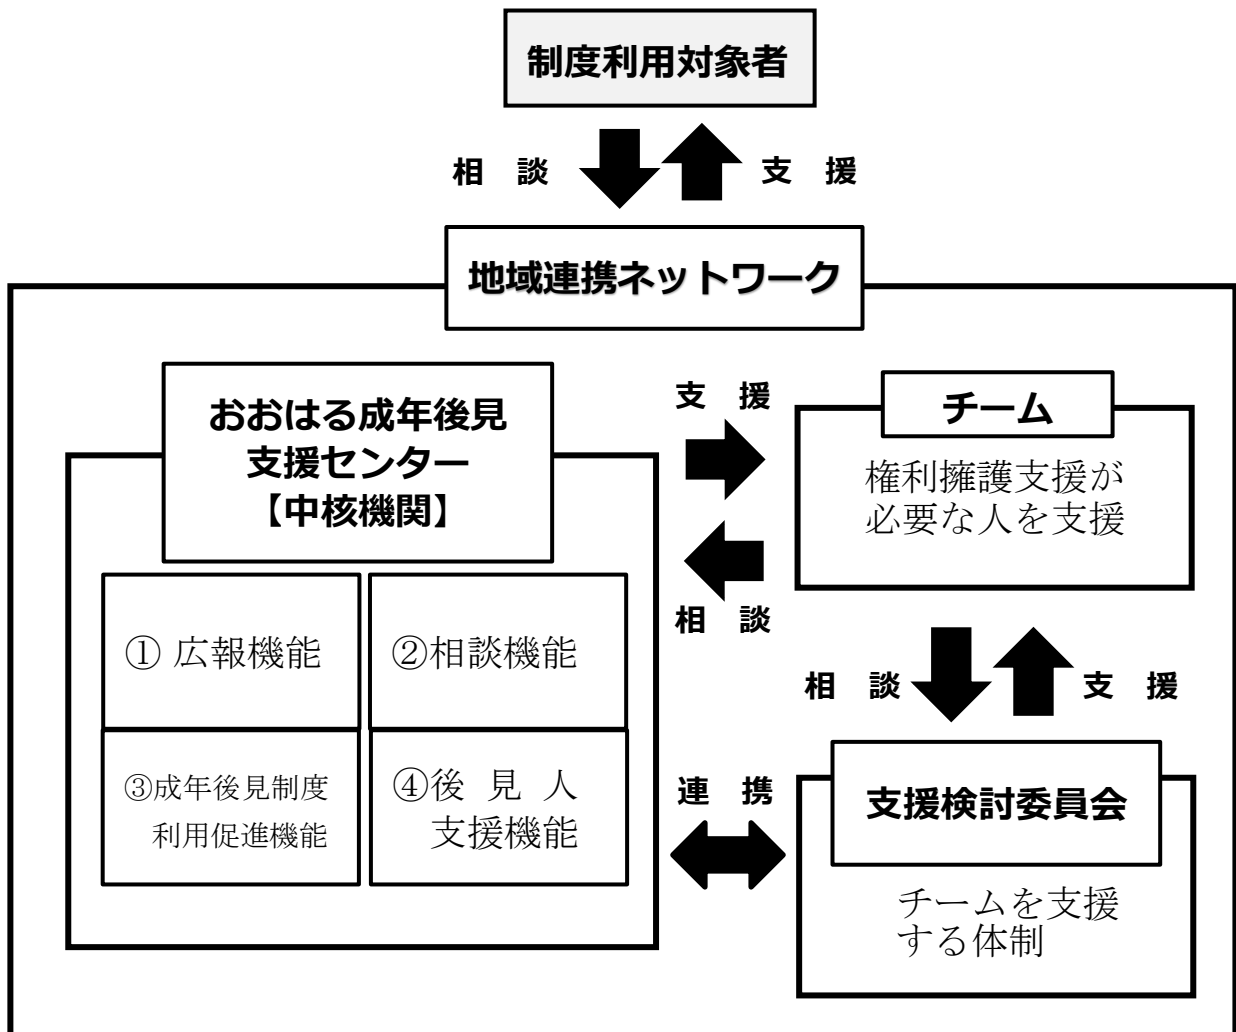 制度利用対象者
相　談
支　援
地域連携ネットワーク
おおはる成年後見
支援センター
【中核機関】
① 広報機能
②相談機能
③成年後見制度
利用促進機能
④後 見 人
支援機能
支　援
相　談
チーム
権利擁護支援が
必要な人を支援
相　談
支　援
連　携
支援検討委員会
チームを支援
する体制